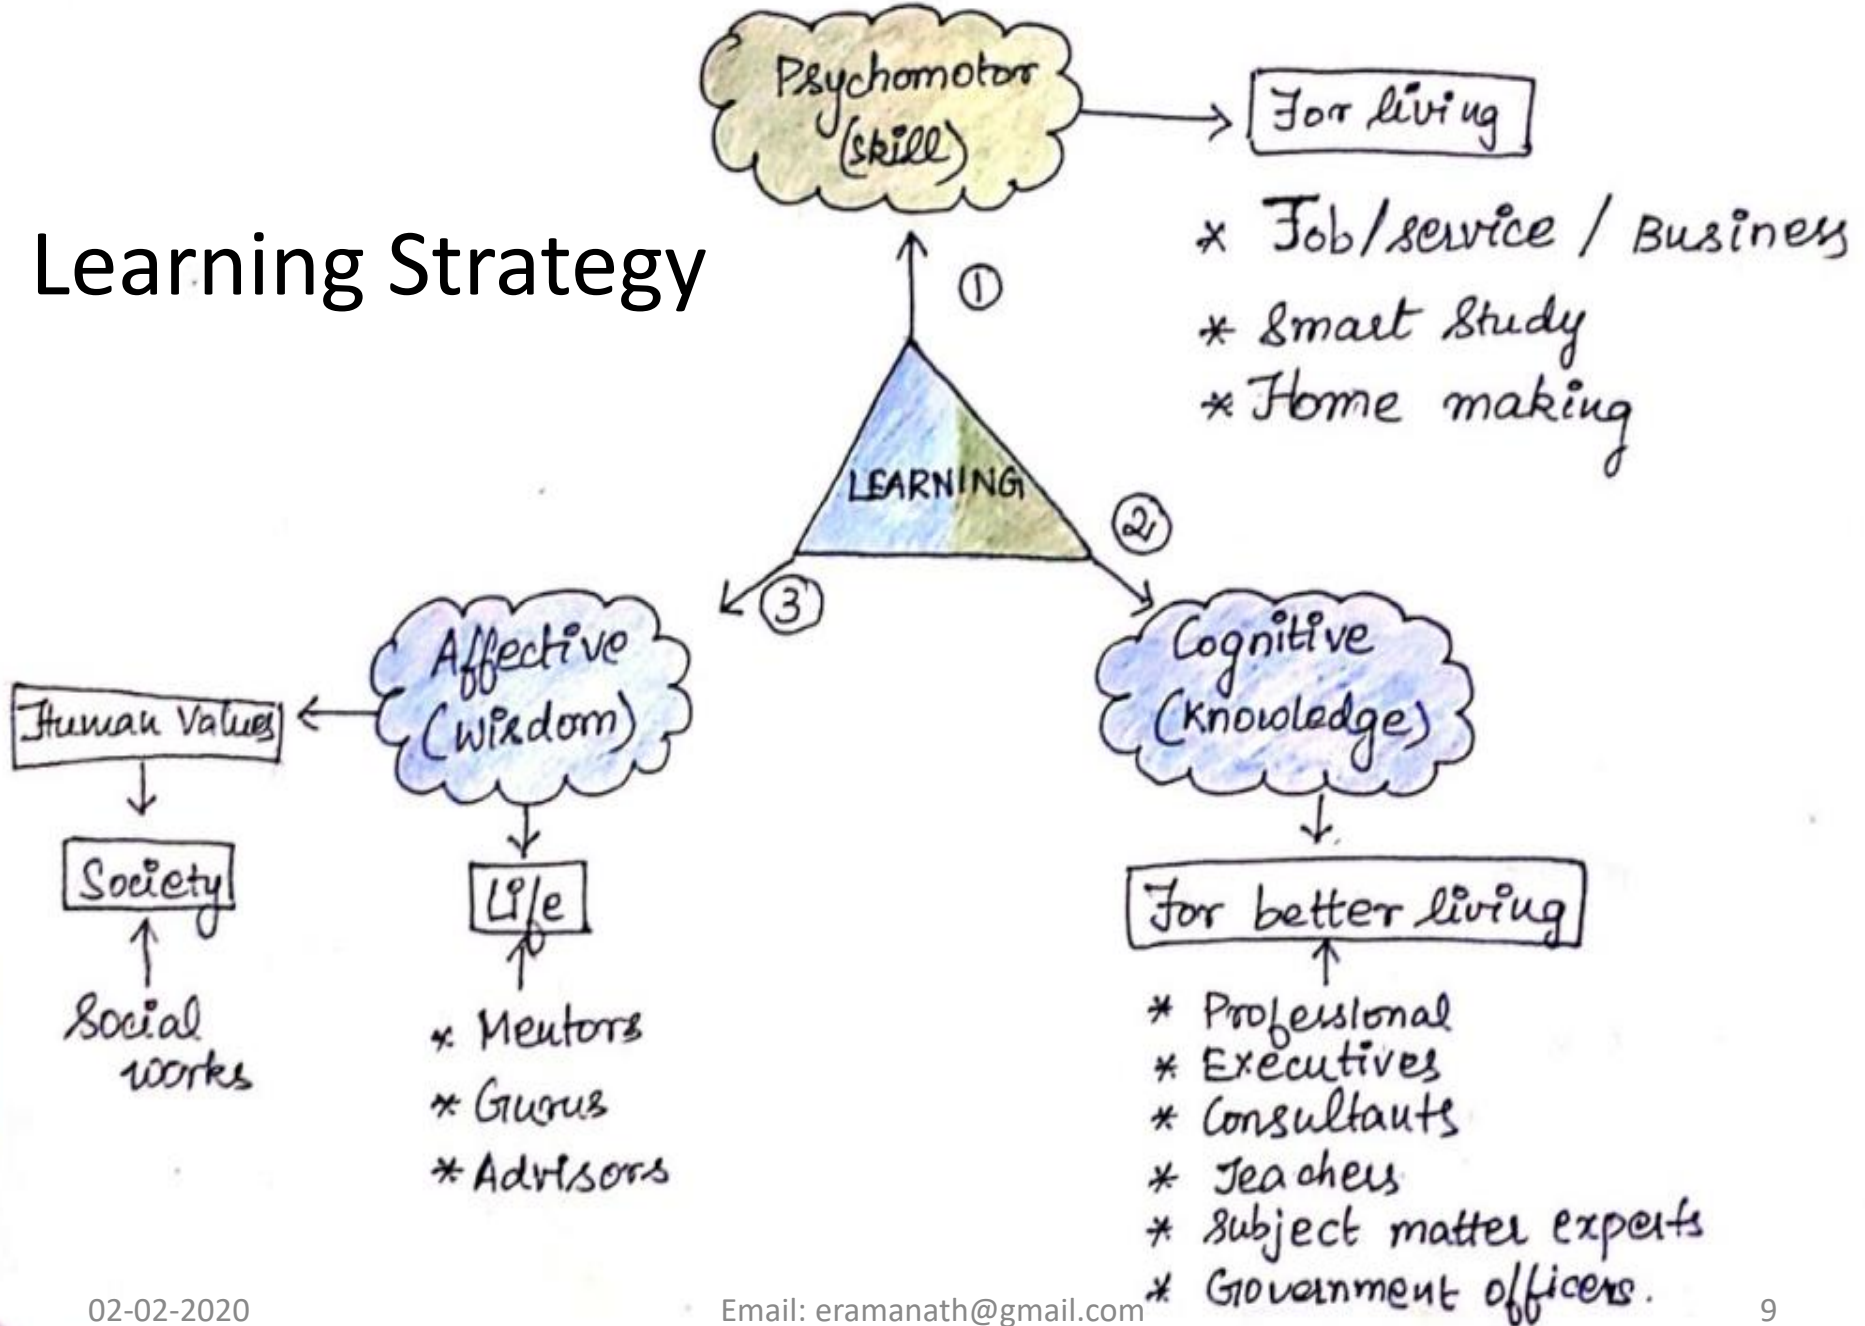 Psychomotor
(skill)
For living
Learning Strategy
* Job/service / Business
* Smart Study
* Home making
①
LEARNING
②
③
Affective
(wisdom)
Cognitive
(Knowledge)
Human Values
Society
Life
For better living
Social
works
* Mentors
* Gurus
* Advisors
* Professional
* Executives
* Consultants
* Teachers
* Subject matter experts
* Government officers.
02-02-2020
Email: eramanath@gmail.com
9